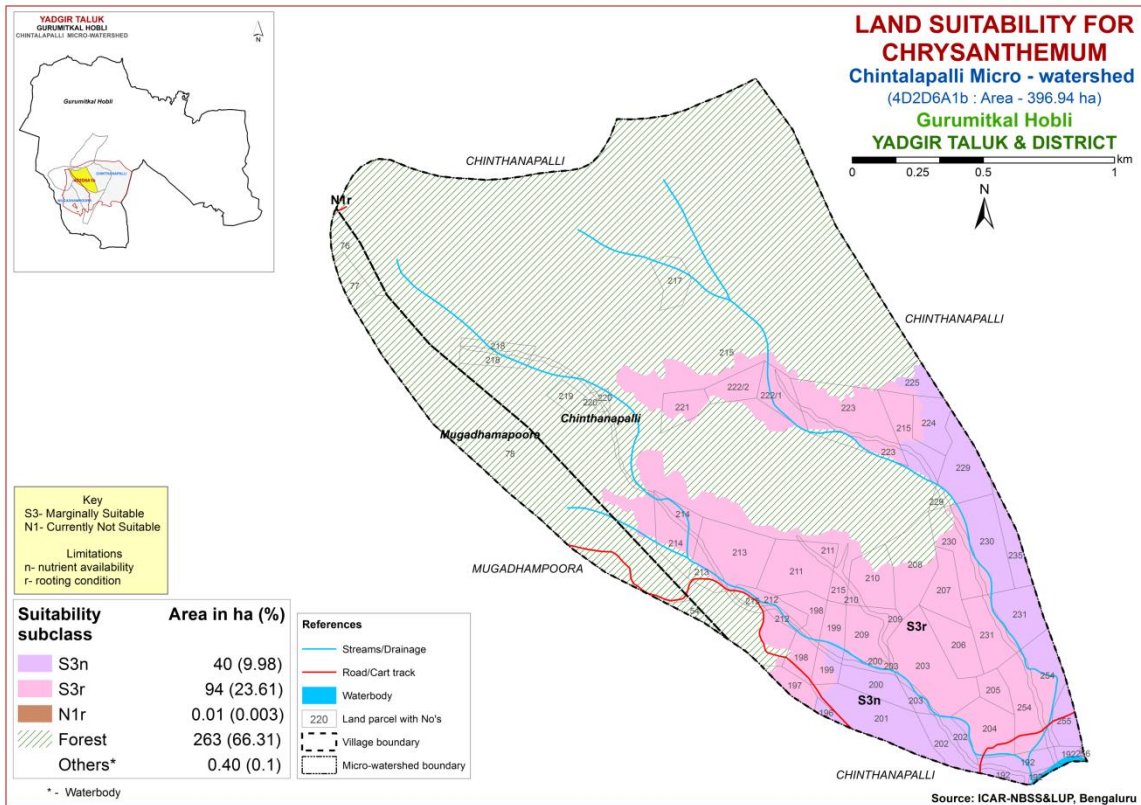 YADGIR TALUK
GURUMITKAL HOBLI
CHINTALAPALLI MICRO-WATERSHED
N
Gurumitkal Hobli
CHINTHANAPALLI
LAND SUITABILITY FOR
CHRYSANTHEMUM
Chintalapalli Micro - watershed
(4D2D6A1b : Area - 396.94 ha)
Gurumitkal Hobli
YADGIR TALUK & DISTRICT
km
0 0.25 0.5 1
N
CHINTHANAPALLI
N1r
76
77
217
CHINTHANAPALLI
218
218
215
225
219
220
220
222/2
222/1
221
223
215
224
223
Chinthanapalli
Mugadhamapoora
78
229
229
214
214
213
211
230
230
235
MUGADHAMPOORA
213
211
210
208
207
215
210
212
212
198
199
209
209
S3r
206
231
231
54
198
199
200
203
203
200
S3n
203
205
254
254
197
196
201
202
202
204
255
192
192
192
CHINTHANAPALLI
Key
S3- Marginally Suitable
N1- Currently Not Suitable
Limitations
n- nutrient availability
r- rooting condition
Suitability subclass Area in ha (%)
S3n 40 (9.98)
S3r 94 (23.61)
N1r 0.01 (0.003)
Forest 263 (66.31)
Others* 0.40 (0.1)
* - Waterbody
References
Streams/Drainage
Road/Cart track
Waterbody
220 Land parcel with No's
Village boundary
Micro-watershed boundary
Source: ICAR-NBSS&LUP, Bengaluru